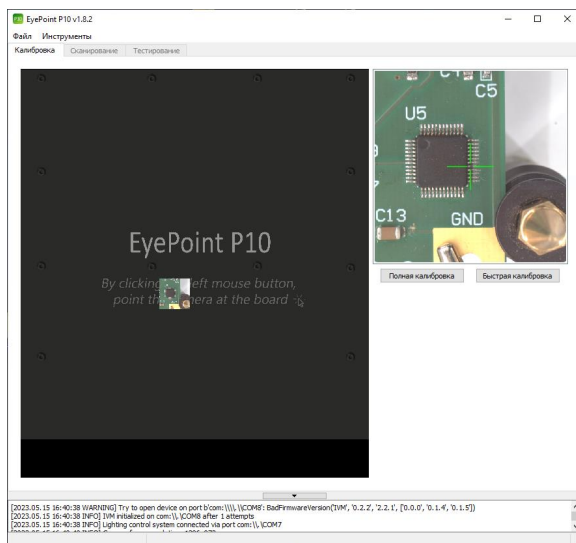 EyePoint P10 v1.8.2
Файл Инструменты
Калибровка Сканирование Тестирование
C5
U5
C13
GND
EyePoint P10
By clicking left mouse button,
point the camera at the board
Полная калибровка Быстрая калибровка
[2023.05.15 16:40:38 WARNING] Try to open device on port b'com:\\\\.\\COM8': BadFirmwareVersion('IVM', '0.2.2', '2.2.1', ['0.0.0', '0.1.4', '0.1.5'])
[2023.05.15 16:40:38 INFO] IVM initialized on com:\\.\COM8 after 1 attempts
[2023.05.15 16:40:38 INFO] Lighting control system connected via port com:\\.\COM7